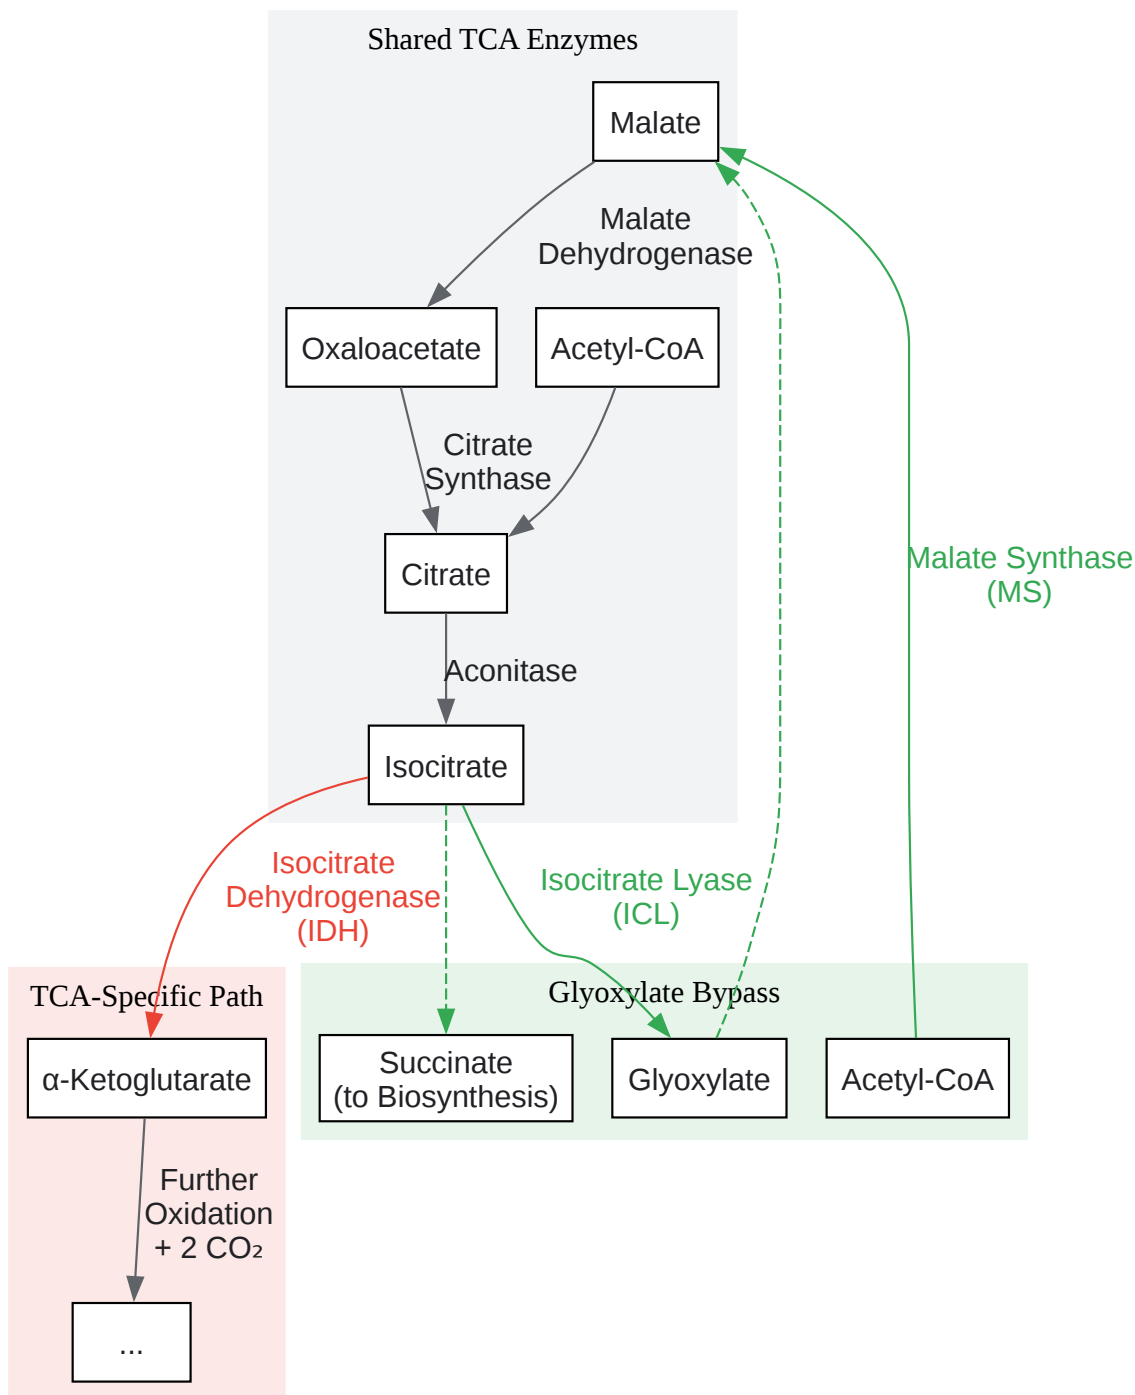 Shared TCA Enzymes
Malate
Malate
Dehydrogenase
Oxaloacetate
Acetyl-CoA
Citrate
Synthase
Citrate
Malate Synthase
(MS)
Aconitase
Isocitrate
Isocitrate
Dehydrogenase
(IDH)
Isocitrate Lyase
(ICL)
TCA-Specific Path
Glyoxylate Bypass
α-Ketoglutarate
Succinate
(to Biosynthesis)
Glyoxylate
Acetyl-CoA
Further
Oxidation
+ 2 CO₂
...